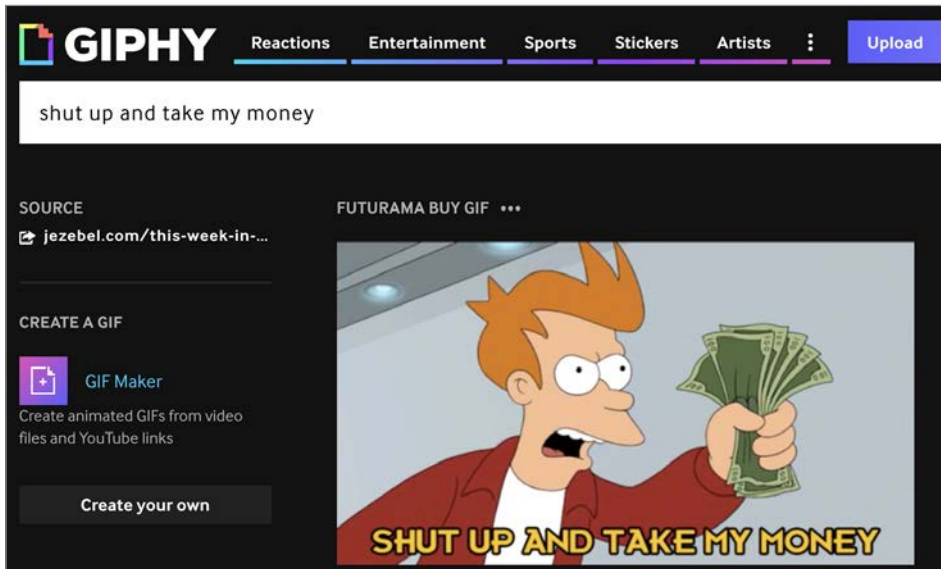 GIPHY Reactions Entertainment Sports Stickers Artists Upload
shut up and take my money
SOURCE
jezebel.com/this-week-in-...
CREATE A GIF
GIF Maker
Create animated GIFs from video
files and YouTube links
Create your own
FUTURAMA BUY GIF
SHUT UP AND TAKE MY MONEY